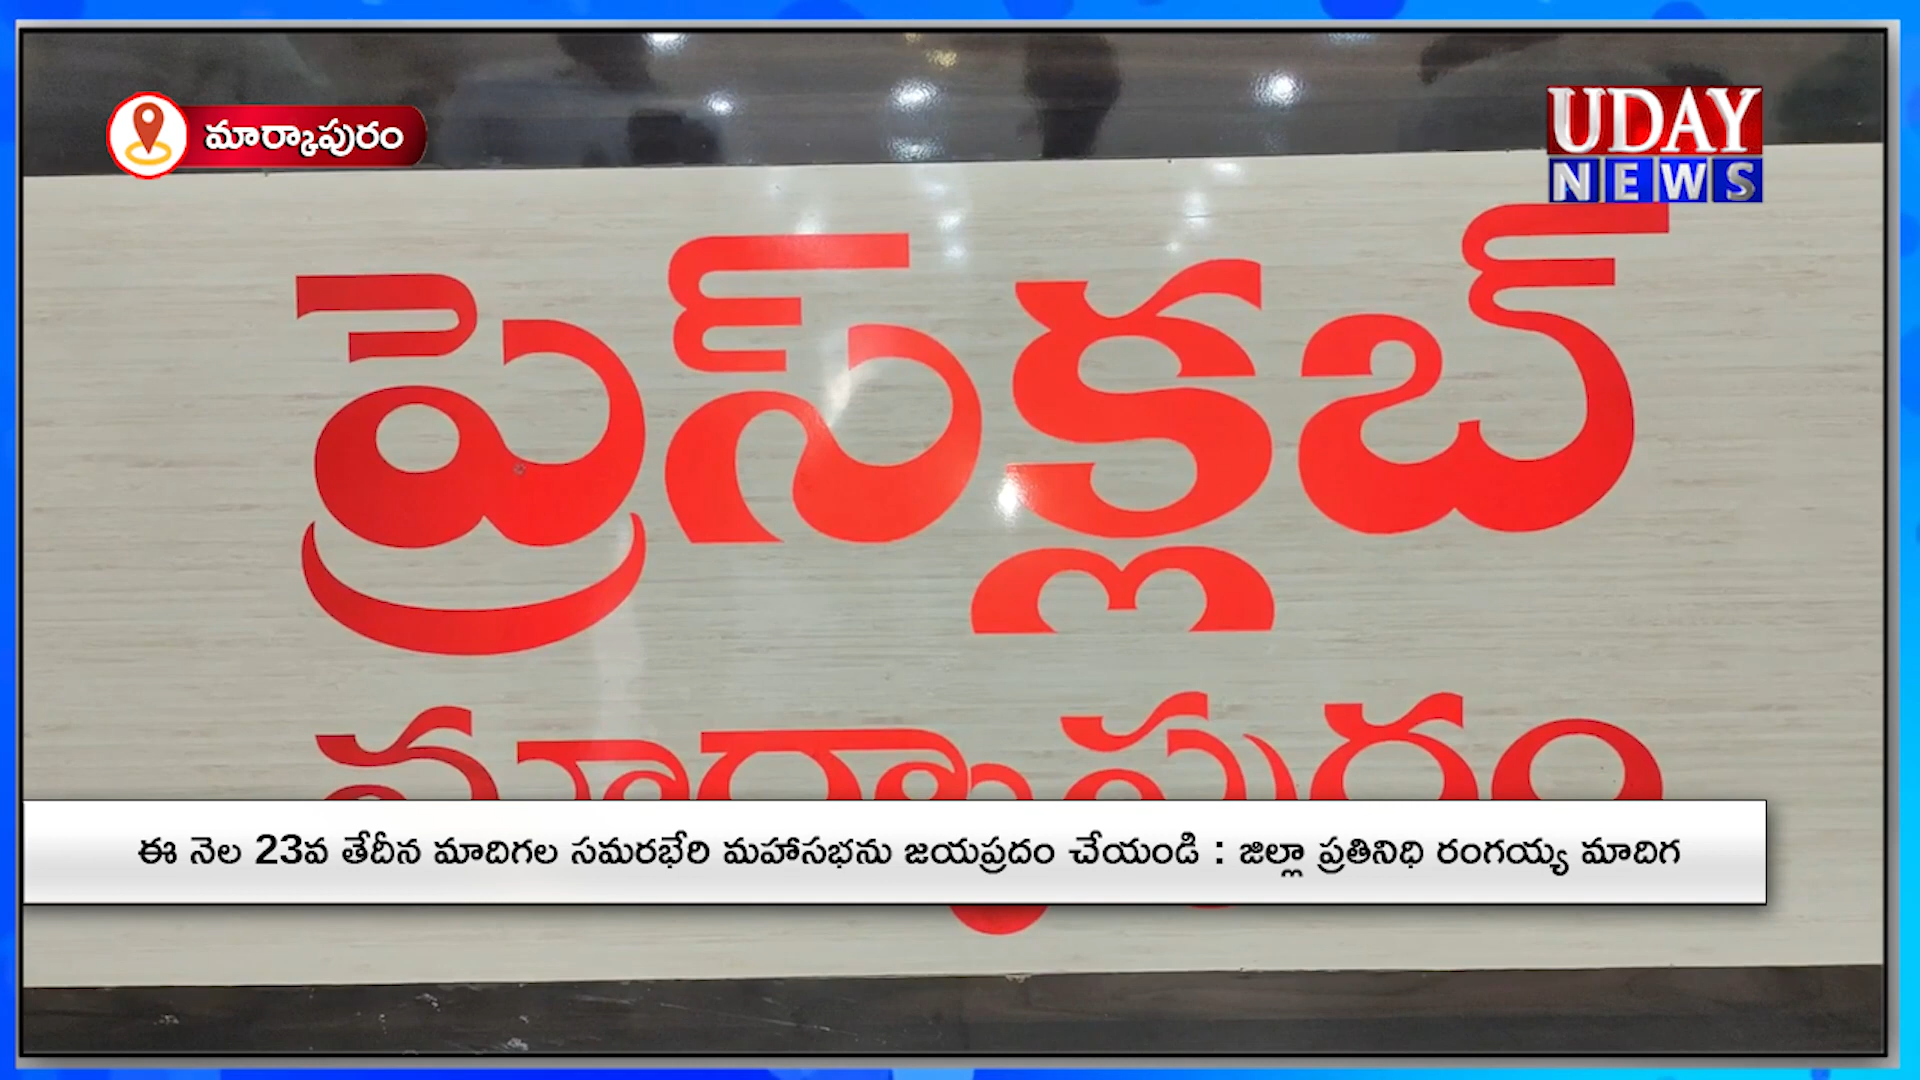 మార్కాపురం
UDAY
NEWS
ప్రెస్‌క్లబ్
మార్కాపురం
ఈ నెల 23వ తేదీన మాదిగల సమరభేరి మహాసభను జయప్రదం చేయండి : జిల్లా ప్రతినిధి రంగయ్య మాదిగ